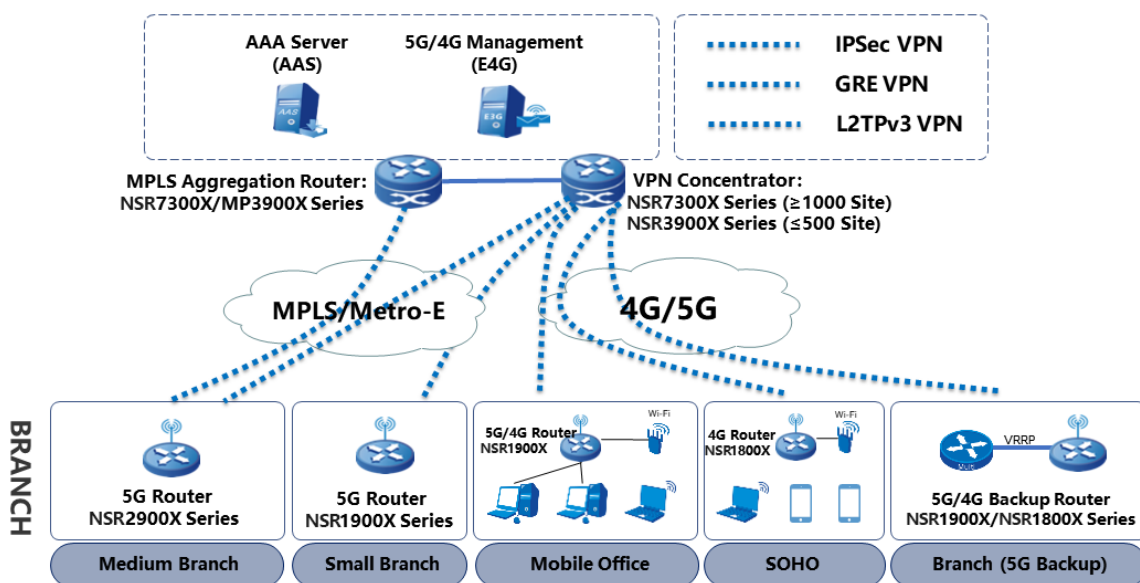 AAA Server
(AAS)
5G/4G Management
(E4G)
IPSec VPN
GRE VPN
L2TPv3 VPN
AAS
E3G
MPLS Aggregation Router:
NSR7300X/MP3900X Series
VPN Concentrator:
NSR7300X Series (≥1000 Site)
NSR3900X Series (≤500 Site)
MPLS/Metro-E
4G/5G
BRANCH
5G Router
NSR2900X Series
Medium Branch
5G Router
NSR1900X Series
Small Branch
5G/4G Router
NSR1900X
Wi-Fi
Mobile Office
4G Router
NSR1800X
Wi-Fi
SOHO
VRRP
Multi
5G/4G Backup Router
NSR1900X/NSR1800X Series
Branch (5G Backup)